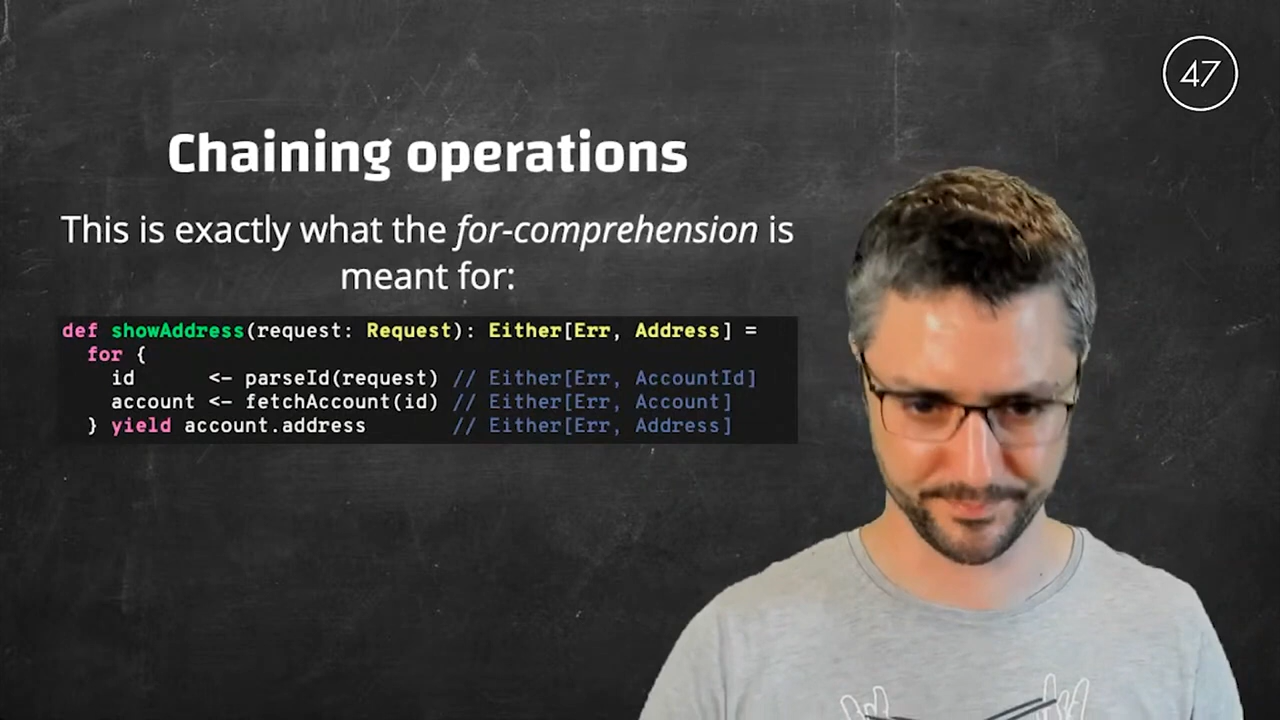 47
Chaining operations
This is exactly what the for-comprehension is
meant for:
def showAddress(request: Request): Either[Err, Address] =
  for {
    id      <- parseId(request) // Either[Err, AccountId]
    account <- fetchAccount(id) // Either[Err, Account]
  } yield account.address       // Either[Err, Address]